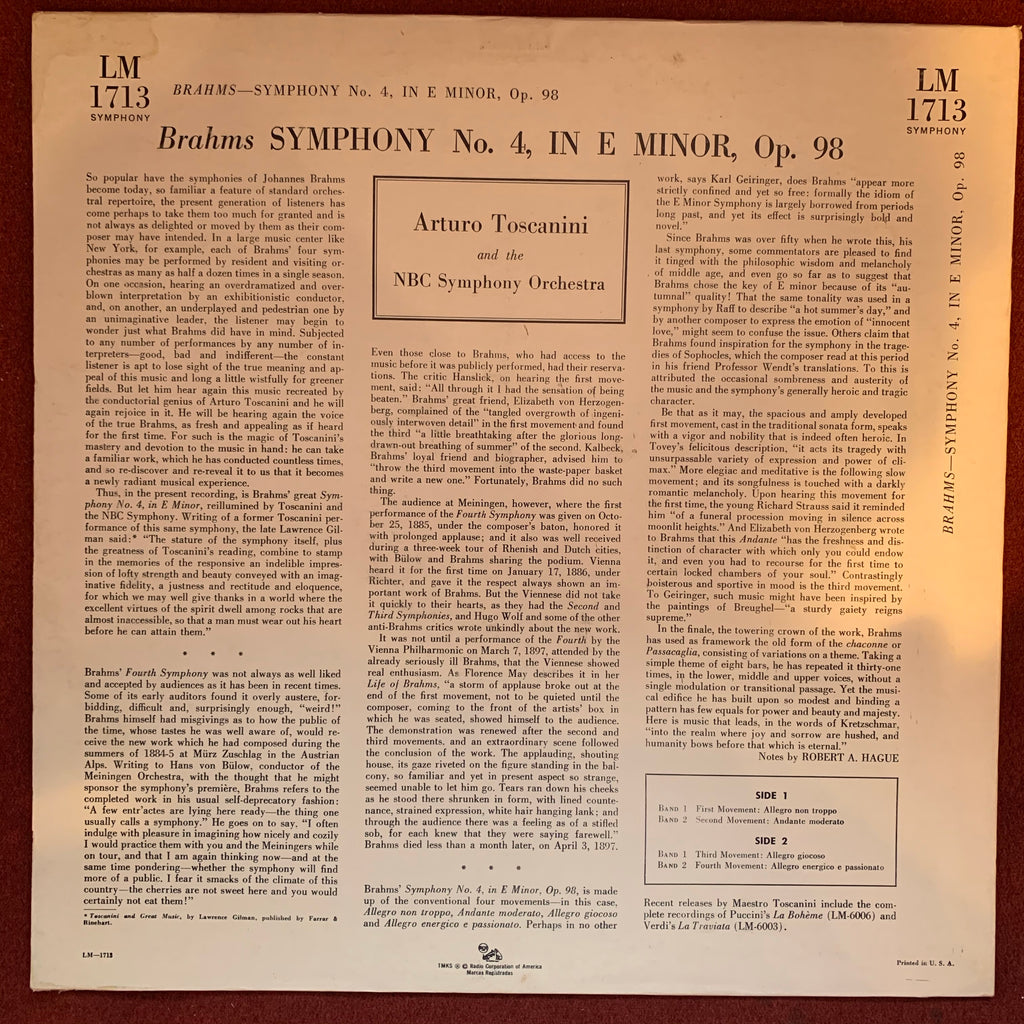 LM
1713
SYMPHONY
BRAHMS—SYMPHONY No. 4, IN E MINOR, Op. 98
LM
1713
SYMPHONY
Brahms SYMPHONY No. 4, IN E MINOR, Op. 98
So popular have the symphonies of Johannes Brahms
become today, so familiar a feature of standard orches-
tral repertoire, the present generation of listeners has
come perhaps to take them too much for granted and is
not always as delighted or moved by them as their com-
poser may have intended. In a large music center like
New York, for example, each of Brahms' four sym-
phonies may be performed by resident and visiting or-
chestras as many as half a dozen times in a single season.
On one occasion, hearing an overdramatized and over-
blown interpretation by an exhibitionistic conductor,
and, on another, an underplayed and pedestrian one by
an unimaginative leader, the listener may begin to
wonder just what Brahms did have in mind. Subjected
to any number of performances by any number of in-
terpreters—good, bad and indifferent—the constant
listener is apt to lose sight of the true meaning and ap-
peal of this music and long a little wistfully for greener
fields. But let him hear again this music recreated by
the conductorial genius of Arturo Toscanini and he will
again rejoice in it. He will be hearing again the voice
of the true Brahms, as fresh and appealing as if heard
for the first time. For such is the magic of Toscanini's
mastery and devotion to the music in hand: he can take
a familiar work, which he has conducted countless times,
and so re-discover and re-reveal it to us that it becomes
a newly radiant musical experience.
Thus, in the present recording, is Brahms' great Sym-
phony No. 4, in E Minor, reillumined by Toscanini and
the NBC Symphony. Writing of a former Toscanini per-
formance of this same symphony, the late Lawrence Gil-
man said:* "The stature of the symphony itself, plus
the greatness of Toscanini's reading, combine to stamp
in the memories of the responsive an indelible impres-
sion of lofty strength and beauty conveyed with an imag-
inative fidelity, a justness and rectitude and eloquence,
for which we may well give thanks in a world where the
excellent virtues of the spirit dwell among rocks that are
almost inaccessible, so that a man must wear out his heart
before he can attain them."
* * *
Brahms' Fourth Symphony was not always as well liked
and accepted by audiences as it has been in recent times.
Some of its early auditors found it overly austere, for-
bidding, difficult and, surprisingly enough, "weird!"
Brahms himself had misgivings as to how the public of
the time, whose tastes he was well aware of, would re-
ceive the new work which he had composed during the
summers of 1884-5 at Mürz Zuschlag in the Austrian
Alps. Writing to Hans von Bülow, conductor of the
Meiningen Orchestra, with the thought that he might
sponsor the symphony's première, Brahms refers to the
completed work in his usual self-deprecatory fashion:
"A few entr'actes are lying here ready—the thing one
usually calls a symphony." He goes on to say, "I often
indulge with pleasure in imagining how nicely and cozily
I would practice them with you and the Meiningens while
on tour, and that I am again thinking now—and at the
same time pondering—whether the symphony will find
more of a public. I fear it smacks of the climate of this
country—the cherries are not sweet here and you would
certainly not eat them!"
* Toscanini and Great Music, by Lawrence Gilman, published by Farrar &
Rinehart.
LM—1713
Arturo Toscanini
and the
NBC Symphony Orchestra
Even those close to Brahms, who had access to the
music before it was publicly performed, had their reserva-
tions. The critic Hanslick, on hearing the first move-
ment, said: "All through it I had the sensation of being
beaten." Brahms' great friend, Elizabeth von Herzogen-
berg, complained of the "tangled overgrowth of ingeni-
ously interwoven detail" in the first movement and found
the third "a little breathtaking after the glorious long-
drawn-out breathing of summer" of the second. Kalbeck,
Brahms' loyal friend and biographer, advised him to
"throw the third movement into the waste-paper basket
and write a new one." Fortunately, Brahms did no such
thing.
The audience at Meiningen, however, where the first
performance of the Fourth Symphony was given on Octo-
ber 25, 1885, under the composer's baton, honored it
with prolonged applause; and it also was well received
during a three-week tour of Rhenish and Dutch cities,
with Bülow and Brahms sharing the podium. Vienna
heard it for the first time on January 17, 1886, under
Richter, and gave it the respect always shown an im-
portant work of Brahms. But the Viennese did not take
it quickly to their hearts, as they had the Second and
Third Symphonies, and Hugo Wolf and some of the other
anti-Brahms critics wrote unkindly about the new work.
It was not until a performance of the Fourth by the
Vienna Philharmonic on March 7, 1897, attended by the
already seriously ill Brahms, that the Viennese showed
real enthusiasm. As Florence May describes it in her
Life of Brahms, "a storm of applause broke out at the
end of the first movement, not to be quieted until the
composer, coming to the front of the artists' box in
which he was seated, showed himself to the audience.
The demonstration was renewed after the second and
third movements, and an extraordinary scene followed
the conclusion of the work. The applauding, shouting
house, its gaze riveted on the figure standing in the bal-
cony, so familiar and yet in present aspect so strange,
seemed unable to let him go. Tears ran down his cheeks
as he stood there shrunken in form, with lined counte-
nance, strained expression, white hair hanging lank; and
through the audience there was a feeling as of a stifled
sob, for each knew that they were saying farewell."
Brahms died less than a month later, on April 3, 1897.
* * *
Brahms' Symphony No. 4, in E Minor, Op. 98, is made
up of the conventional four movements—in this case,
Allegro non troppo, Andante moderato, Allegro giocoso
and Allegro energico e passionato. Perhaps in no other
TMKS ® © Radio Corporation of America
Marcas Registradas
work, says Karl Geiringer, does Brahms "appear more
strictly confined and yet so free: formally the idiom of
the E Minor Symphony is largely borrowed from periods
long past, and yet its effect is surprisingly bold and
novel."
Since Brahms was over fifty when he wrote this, his
last symphony, some commentators are pleased to find
it tinged with the philosophic wisdom and melancholy
of middle age, and even go so far as to suggest that
Brahms chose the key of E minor because of its "au-
tumnal" quality! That the same tonality was used in a
symphony by Raff to describe "a hot summer's day," and
by another composer to express the emotion of "innocent
love," might seem to confuse the issue. Others claim that
Brahms found inspiration for the symphony in the trage-
dies of Sophocles, which the composer read at this period
in his friend Professor Wendt's translations. To this is
attributed the occasional sombreness and austerity of
the music and the symphony's generally heroic and tragic
character.
Be that as it may, the spacious and amply developed
first movement, cast in the traditional sonata form, speaks
with a vigor and nobility that is indeed often heroic. In
Tovey's felicitous description, "it acts its tragedy with
unsurpassable variety of expression and power of cli-
max." More elegiac and meditative is the following slow
movement; and its songfulness is touched with a darkly
romantic melancholy. Upon hearing this movement for
the first time, the young Richard Strauss said it reminded
him "of a funeral procession moving in silence across
moonlit heights." And Elizabeth von Herzogenberg wrote
to Brahms that this Andante "has the freshness and dis-
tinction of character with which only you could endow
it, and even you had to recourse for the first time to
certain locked chambers of your soul." Contrastingly
boisterous and sportive in mood is the third movement.
To Geiringer, such music might have been inspired by
the paintings of Breughel—"a sturdy gaiety reigns
supreme."
In the finale, the towering crown of the work, Brahms
has used as framework the old form of the chaconne or
Passacaglia, consisting of variations on a theme. Taking a
simple theme of eight bars, he has repeated it thirty-one
times, in the lower, middle and upper voices, without a
single modulation or transitional passage. Yet the musi-
cal edifice he has built upon so modest and binding a
pattern has few equals for power and beauty and majesty.
Here is music that leads, in the words of Kretzschmar,
"into the realm where joy and sorrow are hushed, and
humanity bows before that which is eternal."
Notes by ROBERT A. HAGUE
SIDE 1
BAND 1 First Movement: Allegro non troppo
BAND 2 Second Movement: Andante moderato
SIDE 2
BAND 1 Third Movement: Allegro giocoso
BAND 2 Fourth Movement: Allegro energico e passionato
Recent releases by Maestro Toscanini include the com-
plete recordings of Puccini's La Bohème (LM-6006) and
Verdi's La Traviata (LM-6003).
Printed in U. S. A.
BRAHMS—SYMPHONY No. 4, IN E MINOR, Op. 98